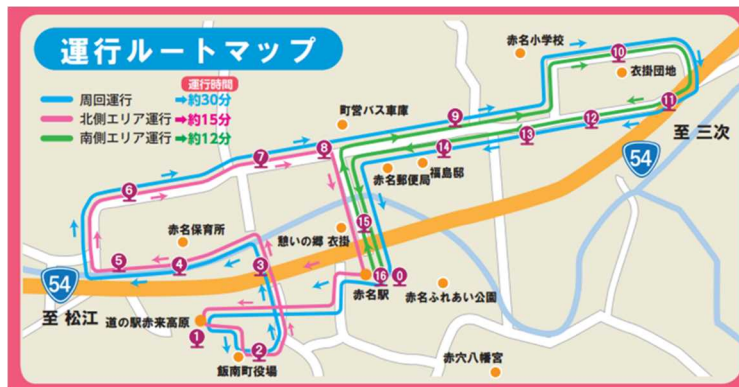 運行ルートマップ
運行時間
周回運行 ➡約30分
北側エリア運行 ➡約15分
南側エリア運行 ➡約12分
赤名小学校
10
衣掛団地
町営バス車庫
9
11
12
至 三次
13
8
14
54
7
福島邸
赤名郵便局
6
15
赤名保育所
憩いの郷 衣掛
5
4
3
16
0
54
赤名駅
赤名ふれあい公園
至 松江
道の駅赤来高原
1
2
飯南町役場
赤穴八幡宮